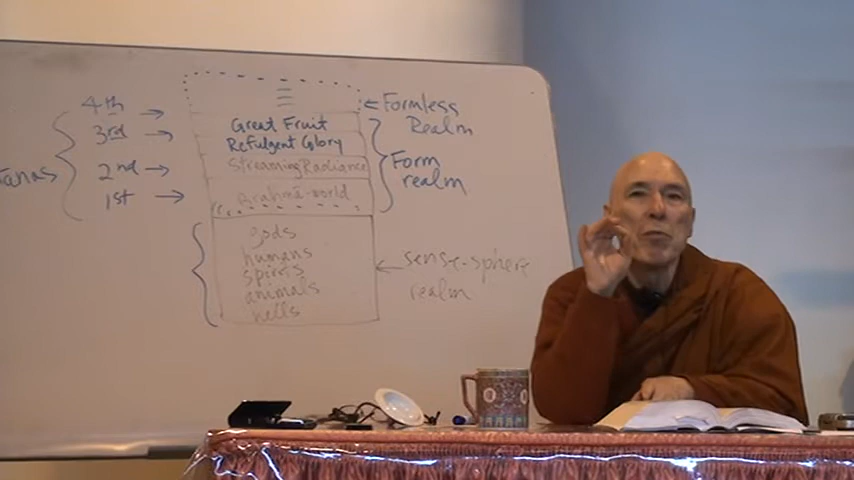 4th →
3rd →
2nd →
1st →
Great Fruit
Refulgent Glory
Streaming Radiance
Brahmā-world
gods
humans
spirits
animals
hells
← Formless
Realm
Form
realm
← sense-sphere
realm